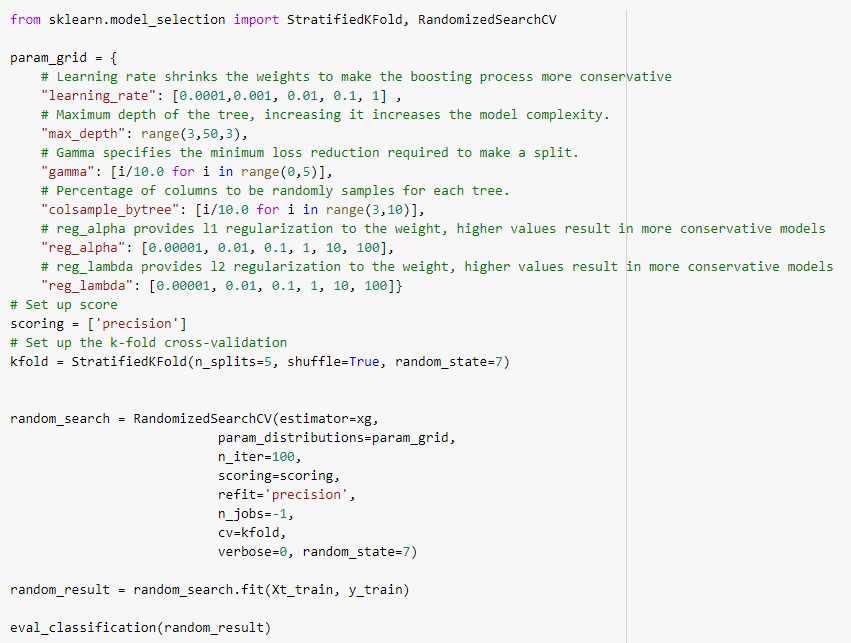 from sklearn.model_selection import StratifiedKFold, RandomizedSearchCV
param_grid = {
    # Learning rate shrinks the weights to make the boosting process more conservative
    "learning_rate": [0.0001,0.001, 0.01, 0.1, 1] ,
    # Maximum depth of the tree, increasing it increases the model complexity.
    "max_depth": range(3,50,3),
    # Gamma specifies the minimum loss reduction required to make a split.
    "gamma": [i/10.0 for i in range(0,5)],
    # Percentage of columns to be randomly samples for each tree.
    "colsample_bytree": [i/10.0 for i in range(3,10)],
    # reg_alpha provides l1 regularization to the weight, higher values result in more conservative models
    "reg_alpha": [0.00001, 0.01, 0.1, 1, 10, 100],
    # reg_lambda provides l2 regularization to the weight, higher values result in more conservative models
    "reg_lambda": [0.00001, 0.01, 0.1, 1, 10, 100]}
# Set up score
scoring = ['precision']
# Set up the k-fold cross-validation
kfold = StratifiedKFold(n_splits=5, shuffle=True, random_state=7)
random_search = RandomizedSearchCV(estimator=xg,
                           param_distributions=param_grid,
                           n_iter=100,
                           scoring=scoring,
                           refit='precision',
                           n_jobs=-1,
                           cv=kfold,
                           verbose=0, random_state=7)
random_result = random_search.fit(Xt_train, y_train)
eval_classification(random_result)